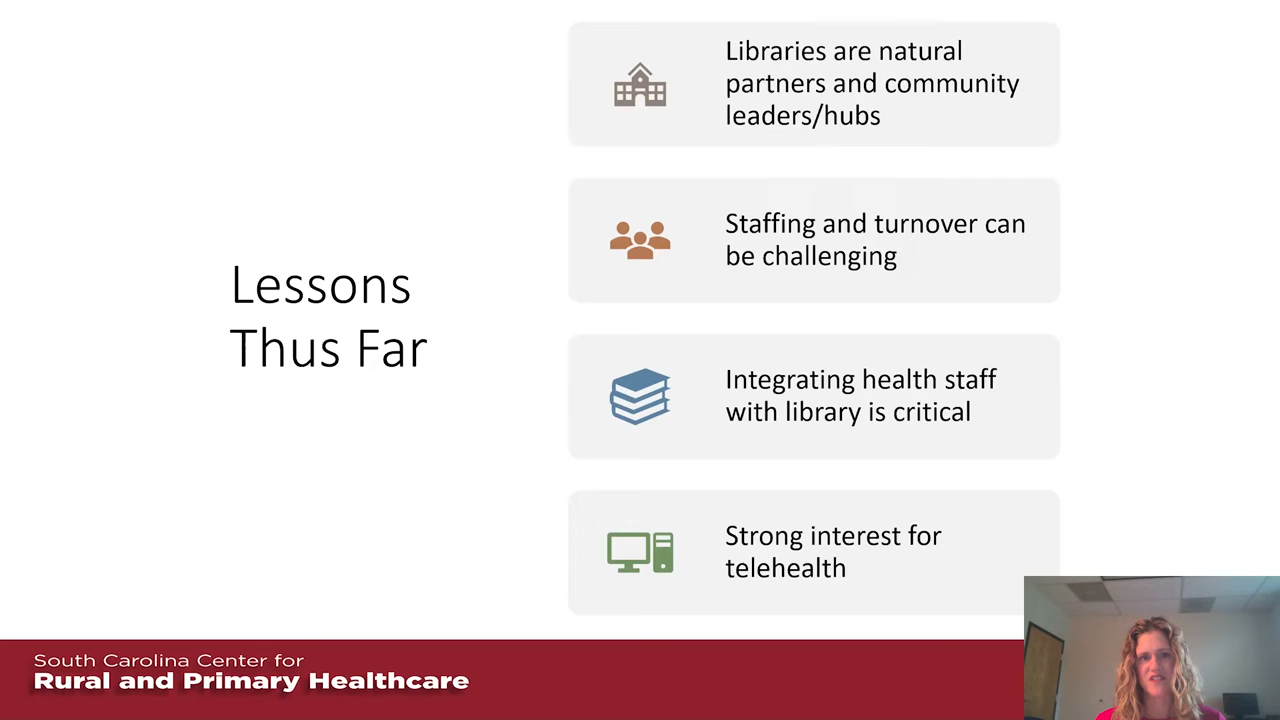 Lessons
Thus Far
Libraries are natural
partners and community
leaders/hubs
Staffing and turnover can
be challenging
Integrating health staff
with library is critical
Strong interest for
telehealth
South Carolina Center for
Rural and Primary Healthcare